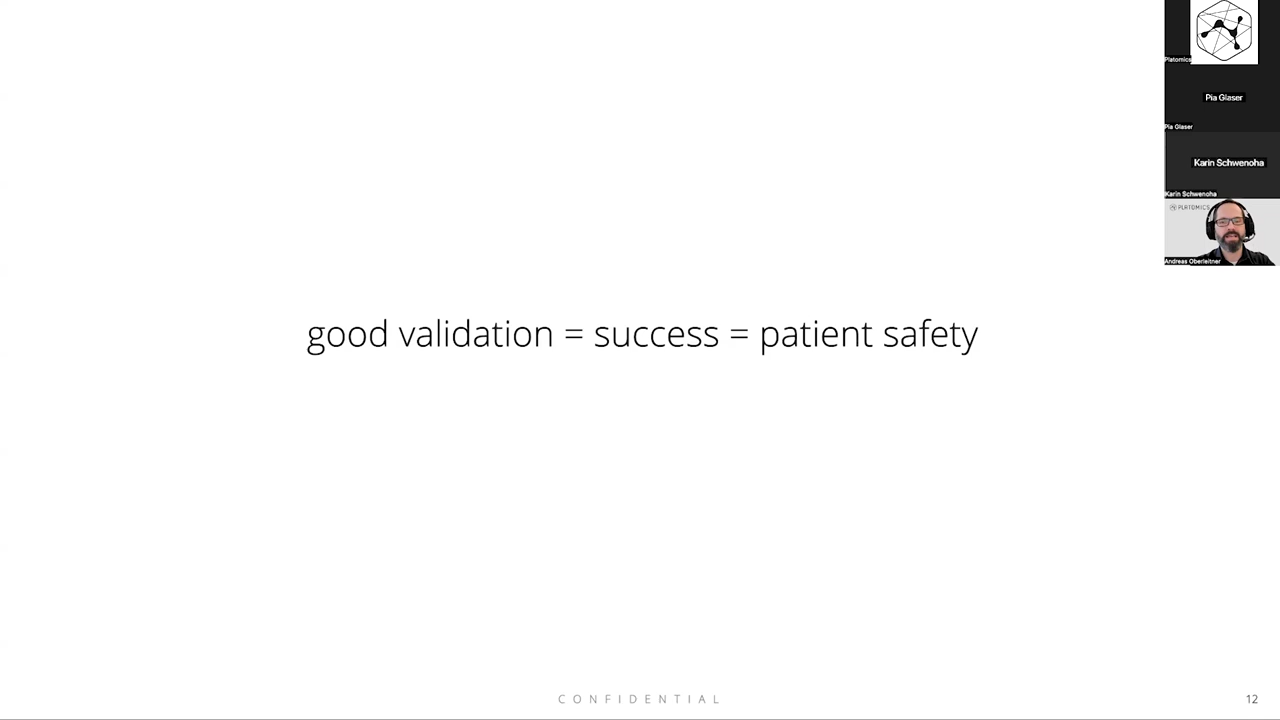 good validation = success = patient safety
CONFIDENTIAL
12
Platomics
Pia Glaser
Pia Glaser
Karin Schwenoha
Karin Schwenoha
PLATOMICS
Andreas Oberleitner